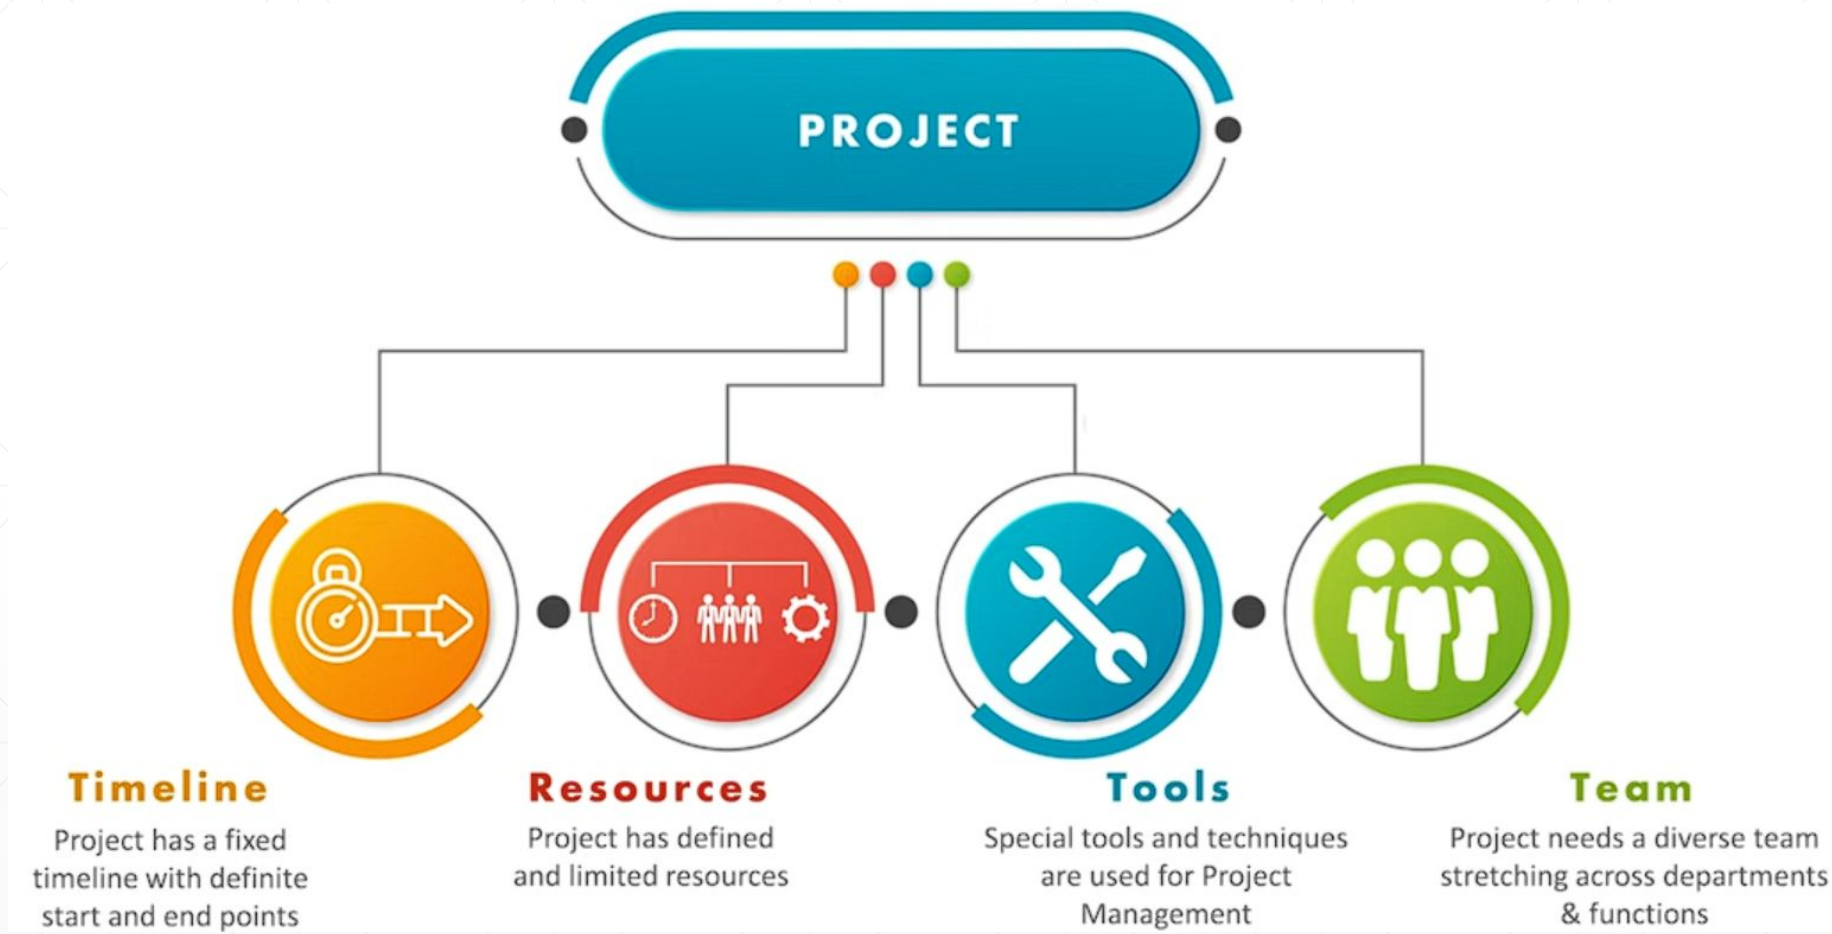 PROJECT
Timeline
Project has a fixed
timeline with definite
start and end points
Resources
Project has defined
and limited resources
Tools
Special tools and techniques
are used for Project
Management
Team
Project needs a diverse team
stretching across departments
& functions